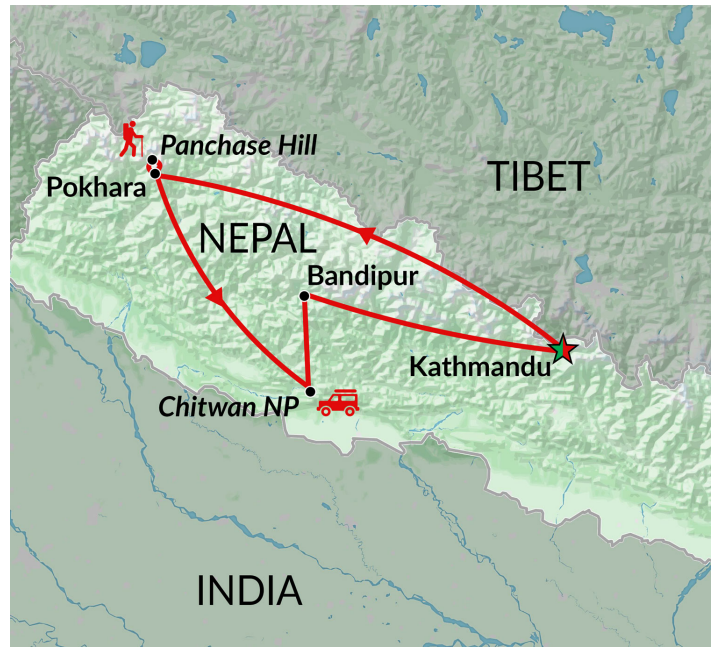 Panchase Hill
TIBET
Pokhara
NEPAL
Bandipur
Kathmandu
Chitwan NP
INDIA